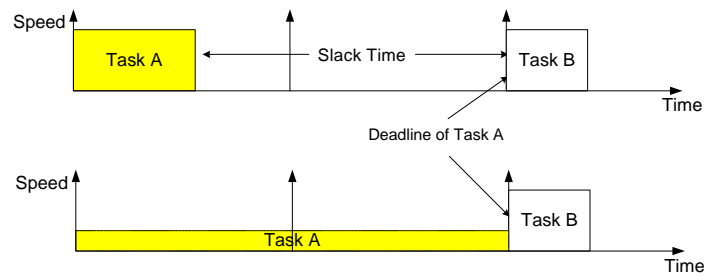 Speed
Task A
Slack Time
Task B
Time
Deadline of Task A
Speed
Task B
Task A
Time